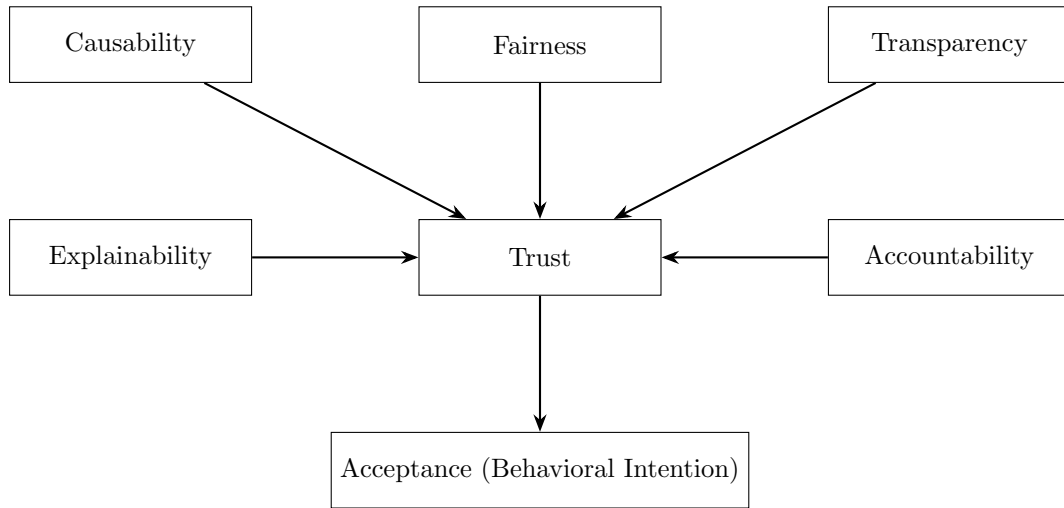 Causability
Fairness
Transparency
Explainability
Trust
Accountability
Acceptance (Behavioral Intention)